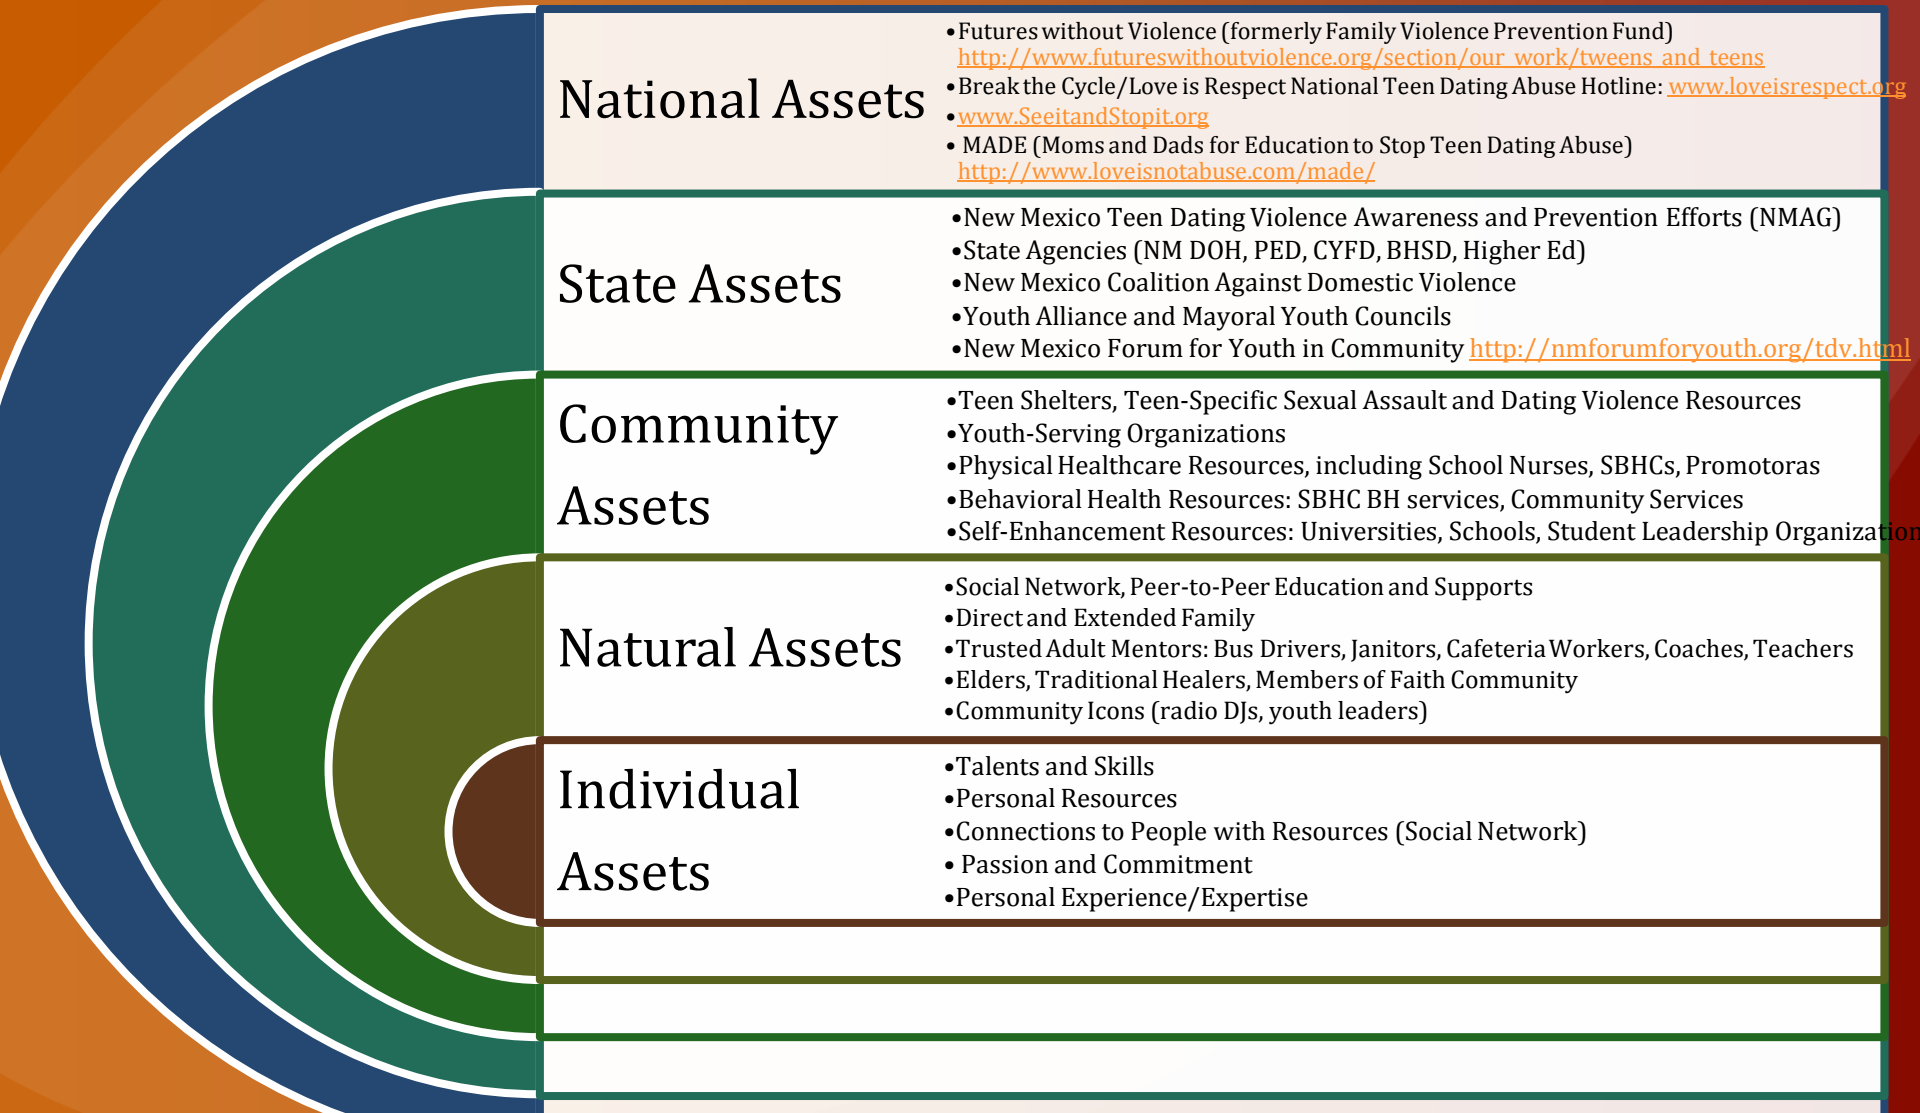 National Assets
•Futures without Violence (formerly Family Violence Prevention Fund)
http://www.futureswithoutviolence.org/section/our_work/tweens_and_teens
•Break the Cycle/Love is Respect National Teen Dating Abuse Hotline: www.loveisrespect.org
•www.SeeitandStopit.org
• MADE (Moms and Dads for Education to Stop Teen Dating Abuse)
http://www.loveisnotabuse.com/made/
State Assets
•New Mexico Teen Dating Violence Awareness and Prevention Efforts (NMAG)
•State Agencies (NM DOH, PED, CYFD, BHSD, Higher Ed)
•New Mexico Coalition Against Domestic Violence
•Youth Alliance and Mayoral Youth Councils
•New Mexico Forum for Youth in Community http://nmforumforyouth.org/tdv.html
Community
Assets
•Teen Shelters, Teen-Specific Sexual Assault and Dating Violence Resources
•Youth-Serving Organizations
•Physical Healthcare Resources, including School Nurses, SBHCs, Promotoras
•Behavioral Health Resources: SBHC BH services, Community Services
•Self-Enhancement Resources: Universities, Schools, Student Leadership Organization
Natural Assets
•Social Network, Peer-to-Peer Education and Supports
•Direct and Extended Family
•Trusted Adult Mentors: Bus Drivers, Janitors, Cafeteria Workers, Coaches, Teachers
•Elders, Traditional Healers, Members of Faith Community
•Community Icons (radio DJs, youth leaders)
Individual
Assets
•Talents and Skills
•Personal Resources
•Connections to People with Resources (Social Network)
• Passion and Commitment
•Personal Experience/Expertise